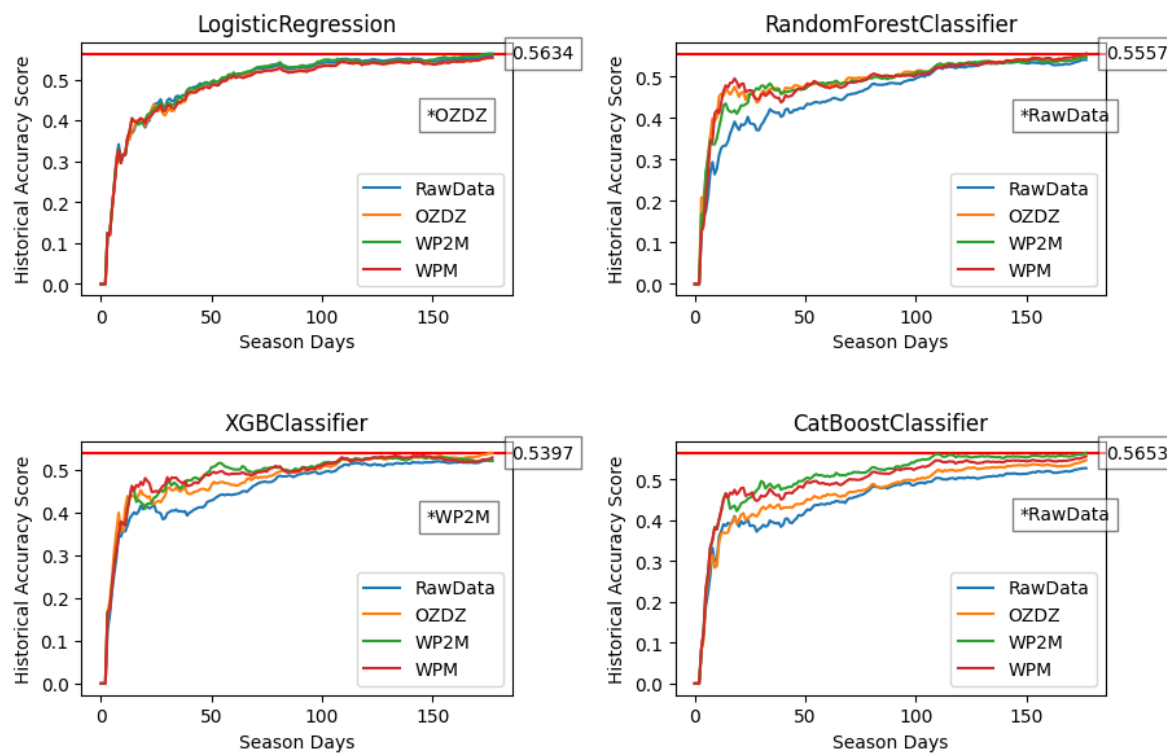 LogisticRegression
Historical Accuracy Score
0.5
0.4
0.3
0.2
0.1
0.0
0.5634
*OZDZ
RawData
OZDZ
WP2M
WPM
0
50
100
150
Season Days
RandomForestClassifier
Historical Accuracy Score
0.5
0.4
0.3
0.2
0.1
0.0
0.5557
*RawData
RawData
OZDZ
WP2M
WPM
0
50
100
150
Season Days
XGBClassifier
Historical Accuracy Score
0.5
0.4
0.3
0.2
0.1
0.0
0.5397
*WP2M
RawData
OZDZ
WP2M
WPM
0
50
100
150
Season Days
CatBoostClassifier
Historical Accuracy Score
0.5
0.4
0.3
0.2
0.1
0.0
0.5653
*RawData
RawData
OZDZ
WP2M
WPM
0
50
100
150
Season Days